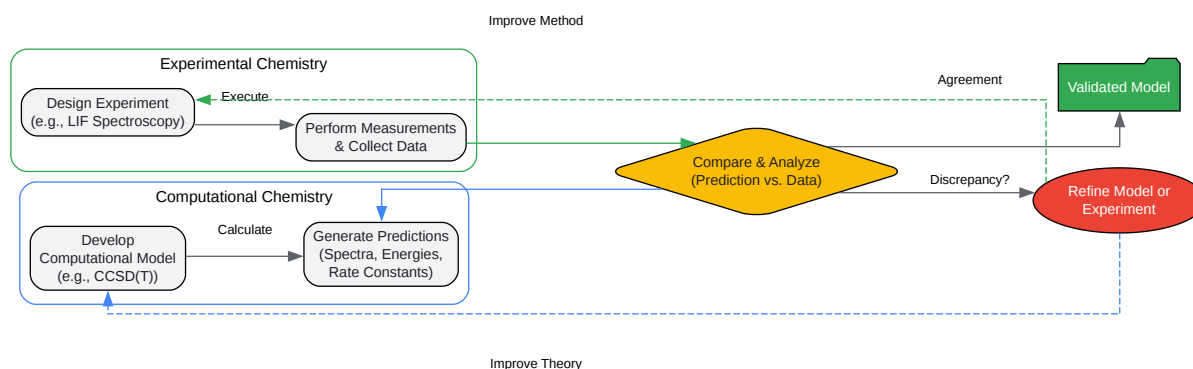 Improve Method
Experimental Chemistry
Design Experiment
(e.g., LIF Spectroscopy)
Execute
Perform Measurements
& Collect Data
Agreement
Validated Model
Compare & Analyze
(Prediction vs. Data)
Discrepancy?
Refine Model or
Experiment
Computational Chemistry
Develop
Computational Model
(e.g., CCSD(T))
Calculate
Generate Predictions
(Spectra, Energies,
Rate Constants)
Improve Theory